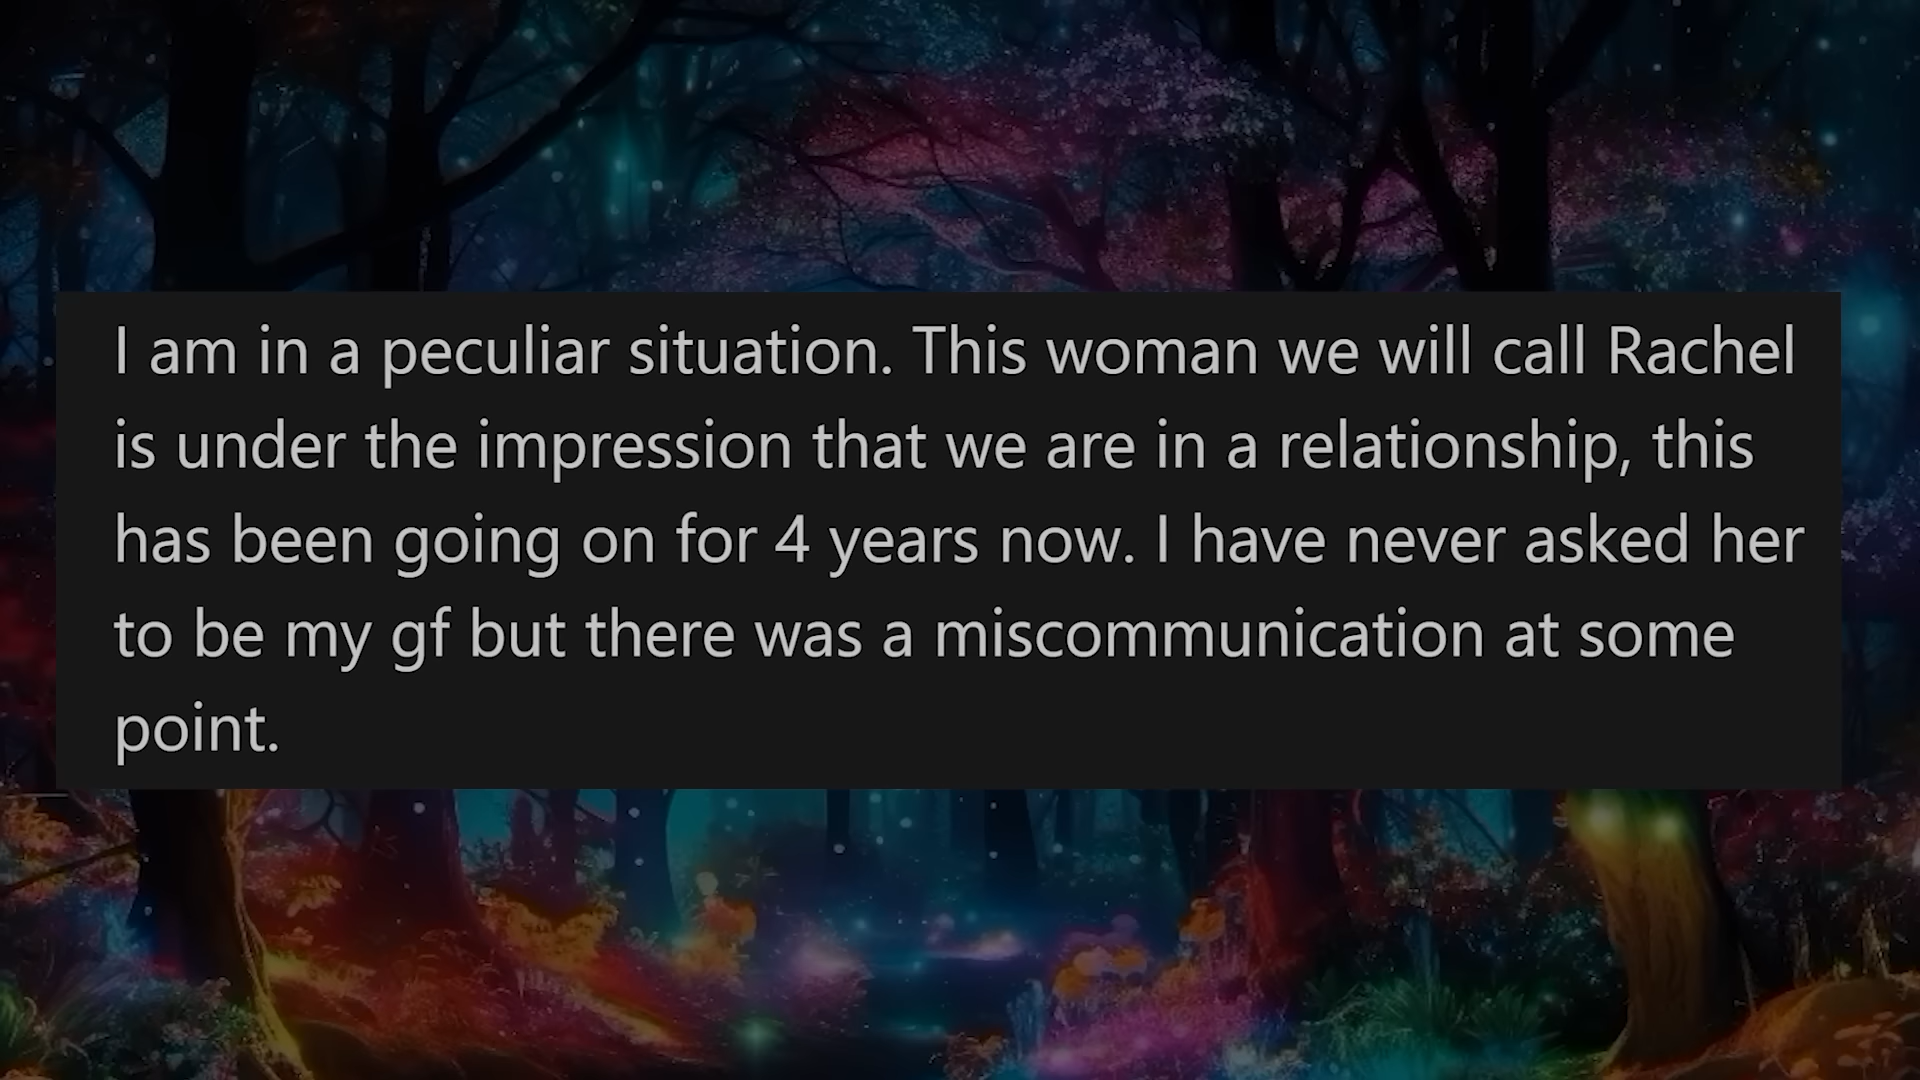 I am in a peculiar situation. This woman we will call Rachel
is under the impression that we are in a relationship, this
has been going on for 4 years now. I have never asked her
to be my gf but there was a miscommunication at some
point.